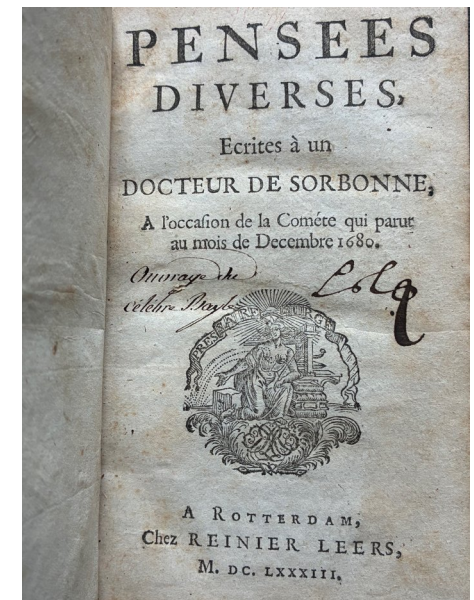 PENSEES
DIVERSES,
Ecrites à un
DOCTEUR DE SORBONNE,
A l'occaſion de la Cométe qui parut
au mois de Decembre 1680.
Ouvrage du
célébre Bayle
A ROTTERDAM,
Chez REINIER LEERS,
M. DC. LXXXIII.